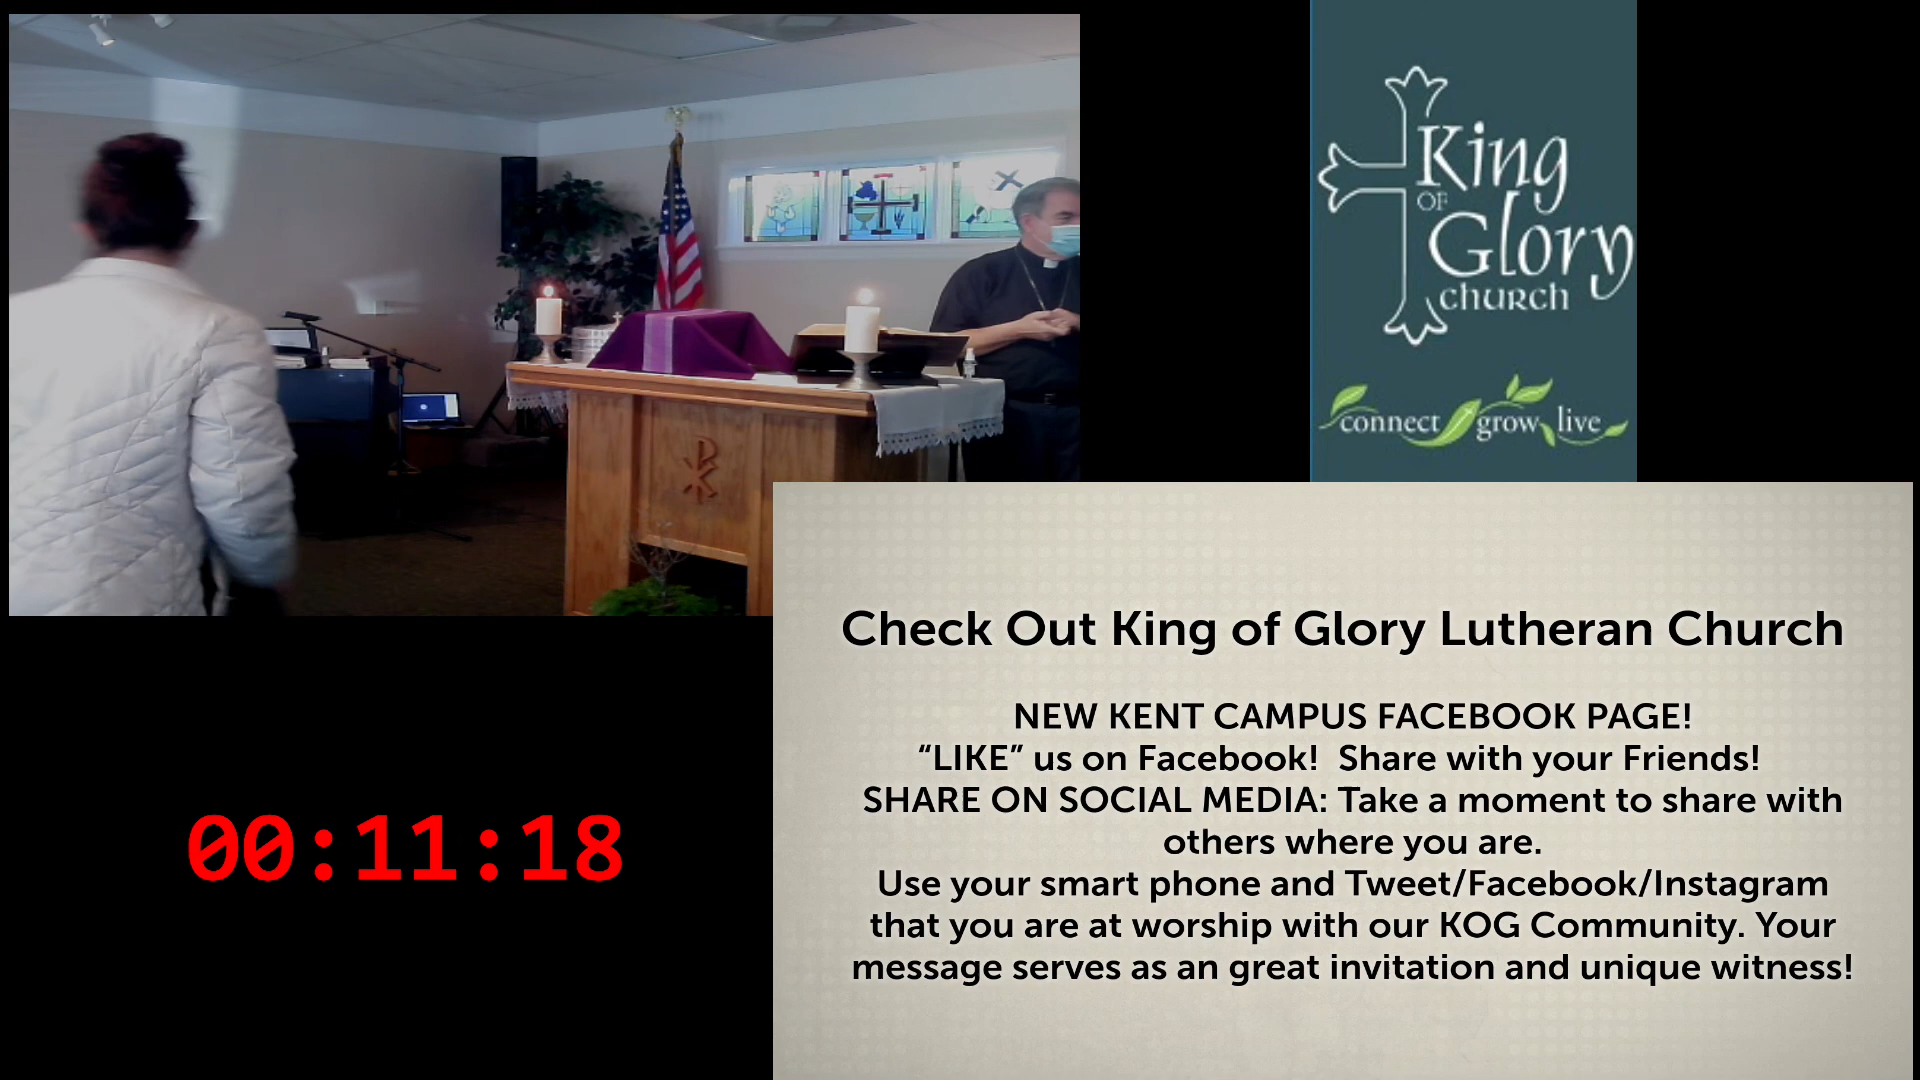 King
OF
Glory
church
connect grow live
Check Out King of Glory Lutheran Church
NEW KENT CAMPUS FACEBOOK PAGE!
“LIKE” us on Facebook!  Share with your Friends!
SHARE ON SOCIAL MEDIA: Take a moment to share with
others where you are.
Use your smart phone and Tweet/Facebook/Instagram
that you are at worship with our KOG Community. Your
message serves as an great invitation and unique witness!
00:11:18